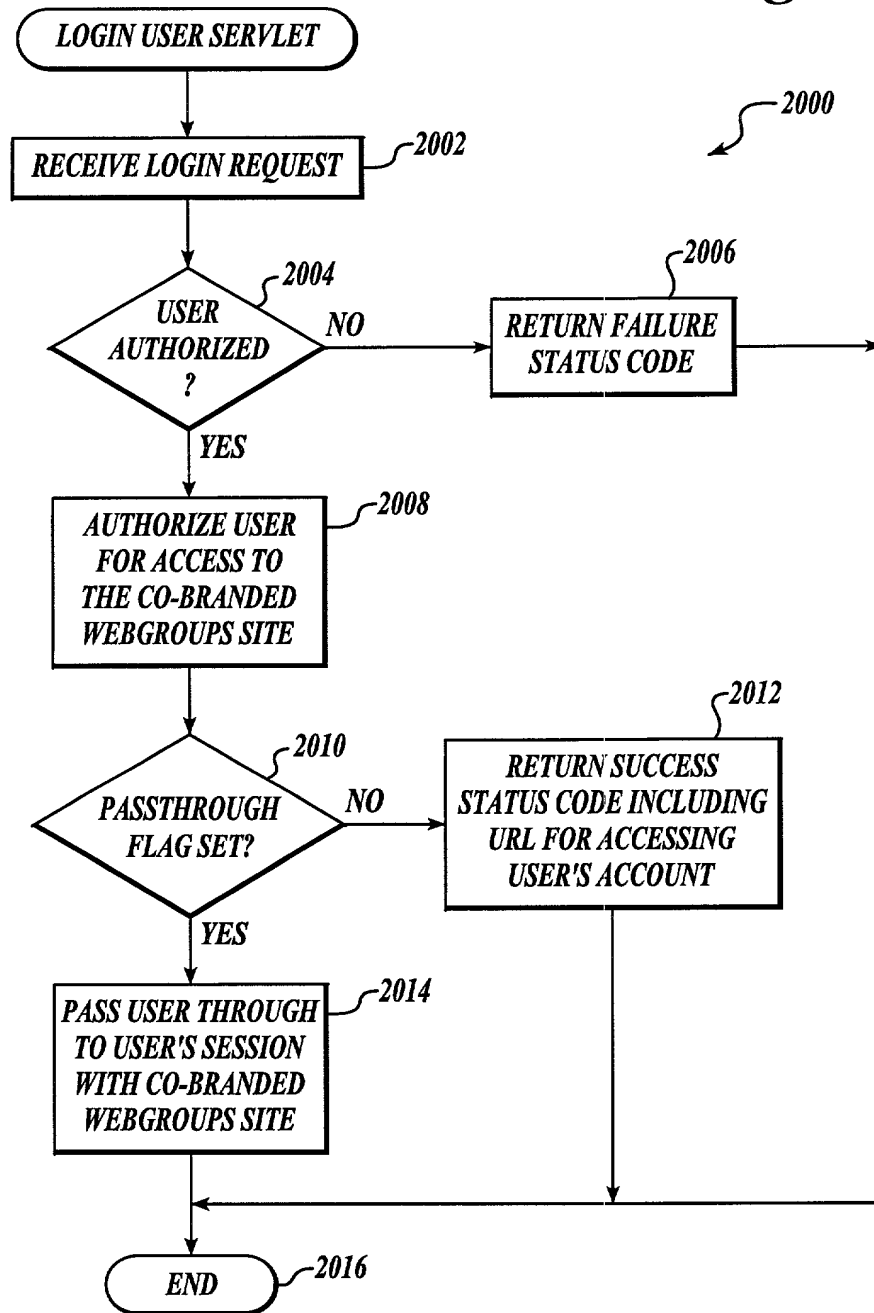 LOGIN USER SERVLET
2000
RECEIVE LOGIN REQUEST
2002
2004
USER
AUTHORIZED
?
NO
2006
RETURN FAILURE
STATUS CODE
YES
2008
AUTHORIZE USER
FOR ACCESS TO
THE CO-BRANDED
WEBGROUPS SITE
2010
PASSTHROUGH
FLAG SET?
NO
2012
RETURN SUCCESS
STATUS CODE INCLUDING
URL FOR ACCESSING
USER'S ACCOUNT
YES
2014
PASS USER THROUGH
TO USER'S SESSION
WITH CO-BRANDED
WEBGROUPS SITE
END
2016